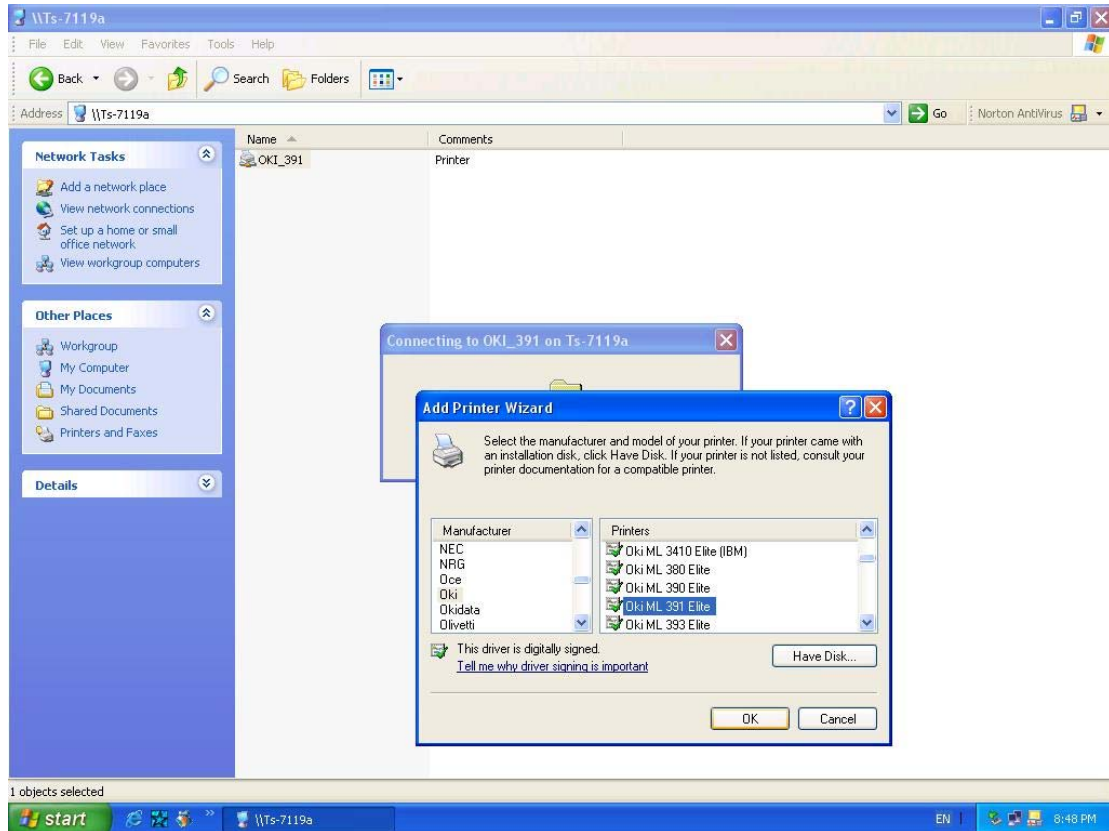 \\Ts-7119a
File Edit View Favorites Tools Help
Back Search Folders
Address \\Ts-7119a Go Norton AntiVirus
Name Comments
OKI_391 Printer
Network Tasks
Add a network place
View network connections
Set up a home or small
office network
View workgroup computers
Other Places
Workgroup
My Computer
My Documents
Shared Documents
Printers and Faxes
Details
Connecting to OKI_391 on Ts-7119a
Add Printer Wizard
Select the manufacturer and model of your printer. If your printer came with
an installation disk, click Have Disk. If your printer is not listed, consult your
printer documentation for a compatible printer.
Manufacturer Printers
NEC Oki ML 3410 Elite (IBM)
NRG Oki ML 380 Elite
Oce Oki ML 390 Elite
Oki Oki ML 391 Elite
Okidata Oki ML 393 Elite
Olivetti
This driver is digitally signed.
Tell me why driver signing is important
Have Disk...
OK Cancel
1 objects selected
start \\Ts-7119a EN 8:48 PM